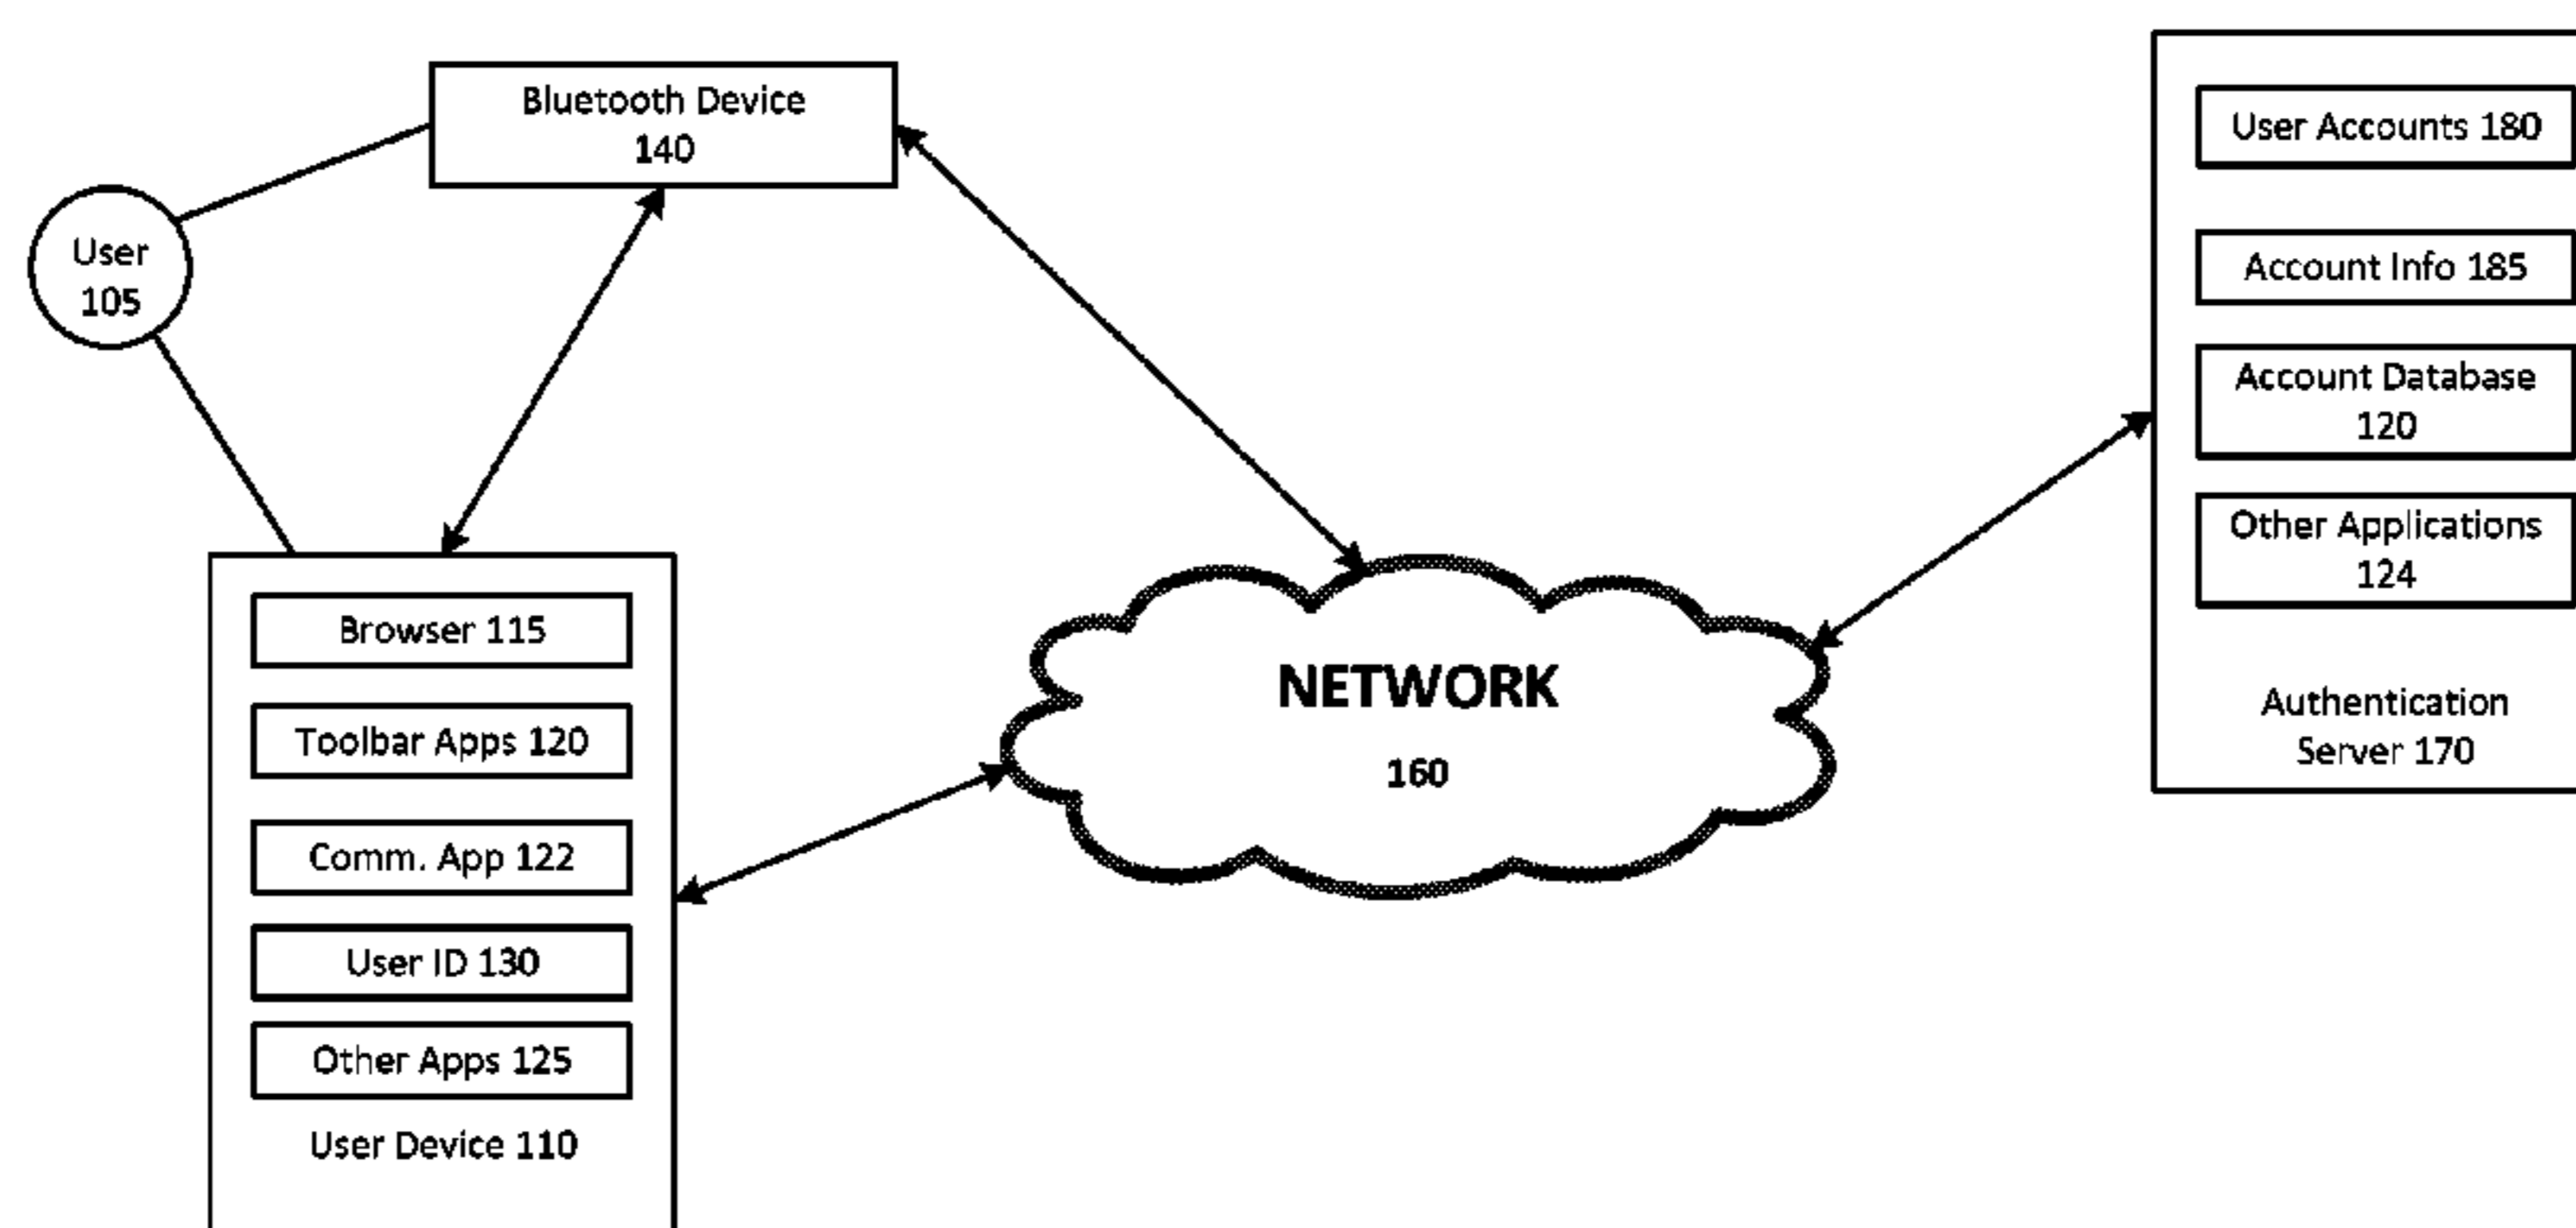 Bluetooth Device
140
User
105
Browser 115
Toolbar Apps 120
Comm. App 122
User ID 130
Other Apps 125
User Device 110
NETWORK
160
User Accounts 180
Account Info 185
Account Database
120
Other Applications
124
Authentication
Server 170